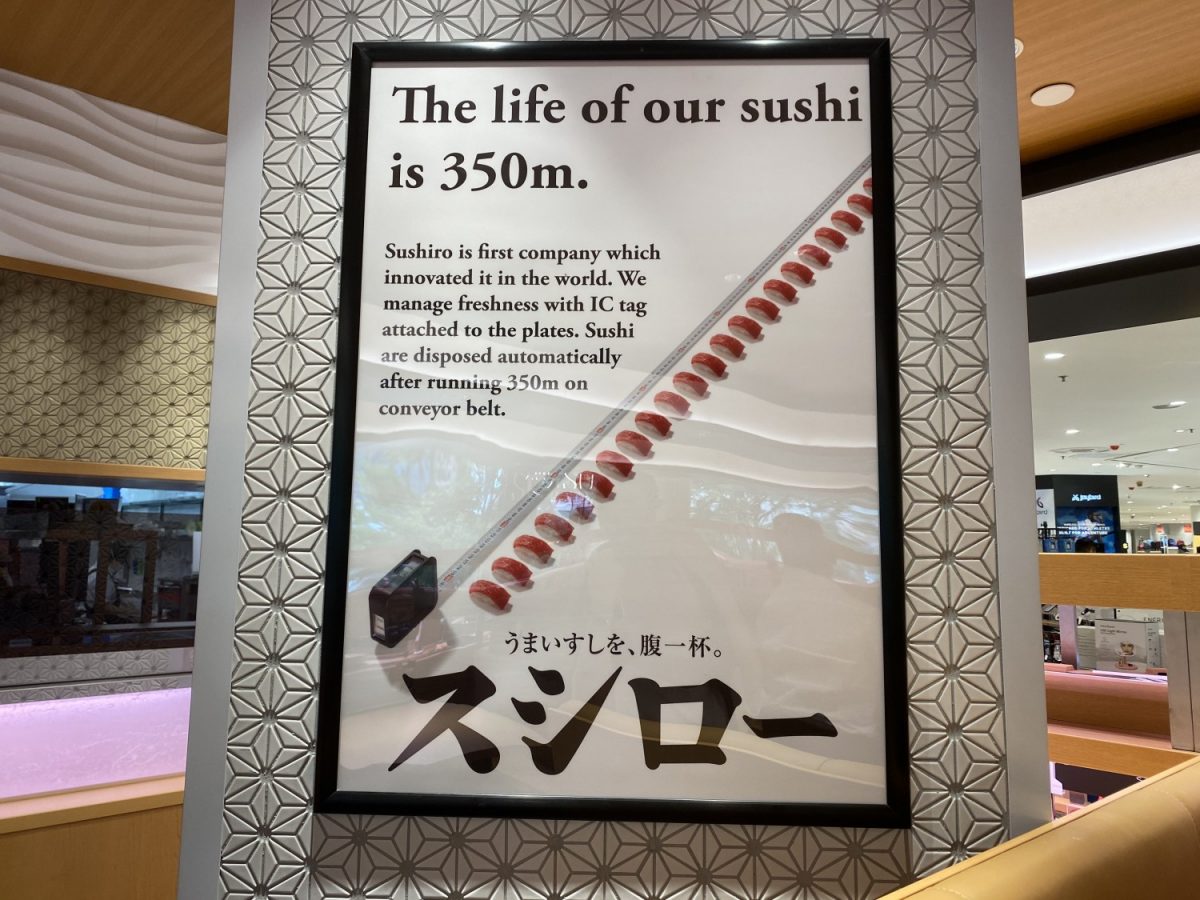 The life of our sushi
is 350m.
Sushiro is first company which
innovated it in the world. We
manage freshness with IC tag
attached to the plates. Sushi
are disposed automatically
after running 350m on
conveyor belt.
うまいすしを、腹一杯。
スシロー